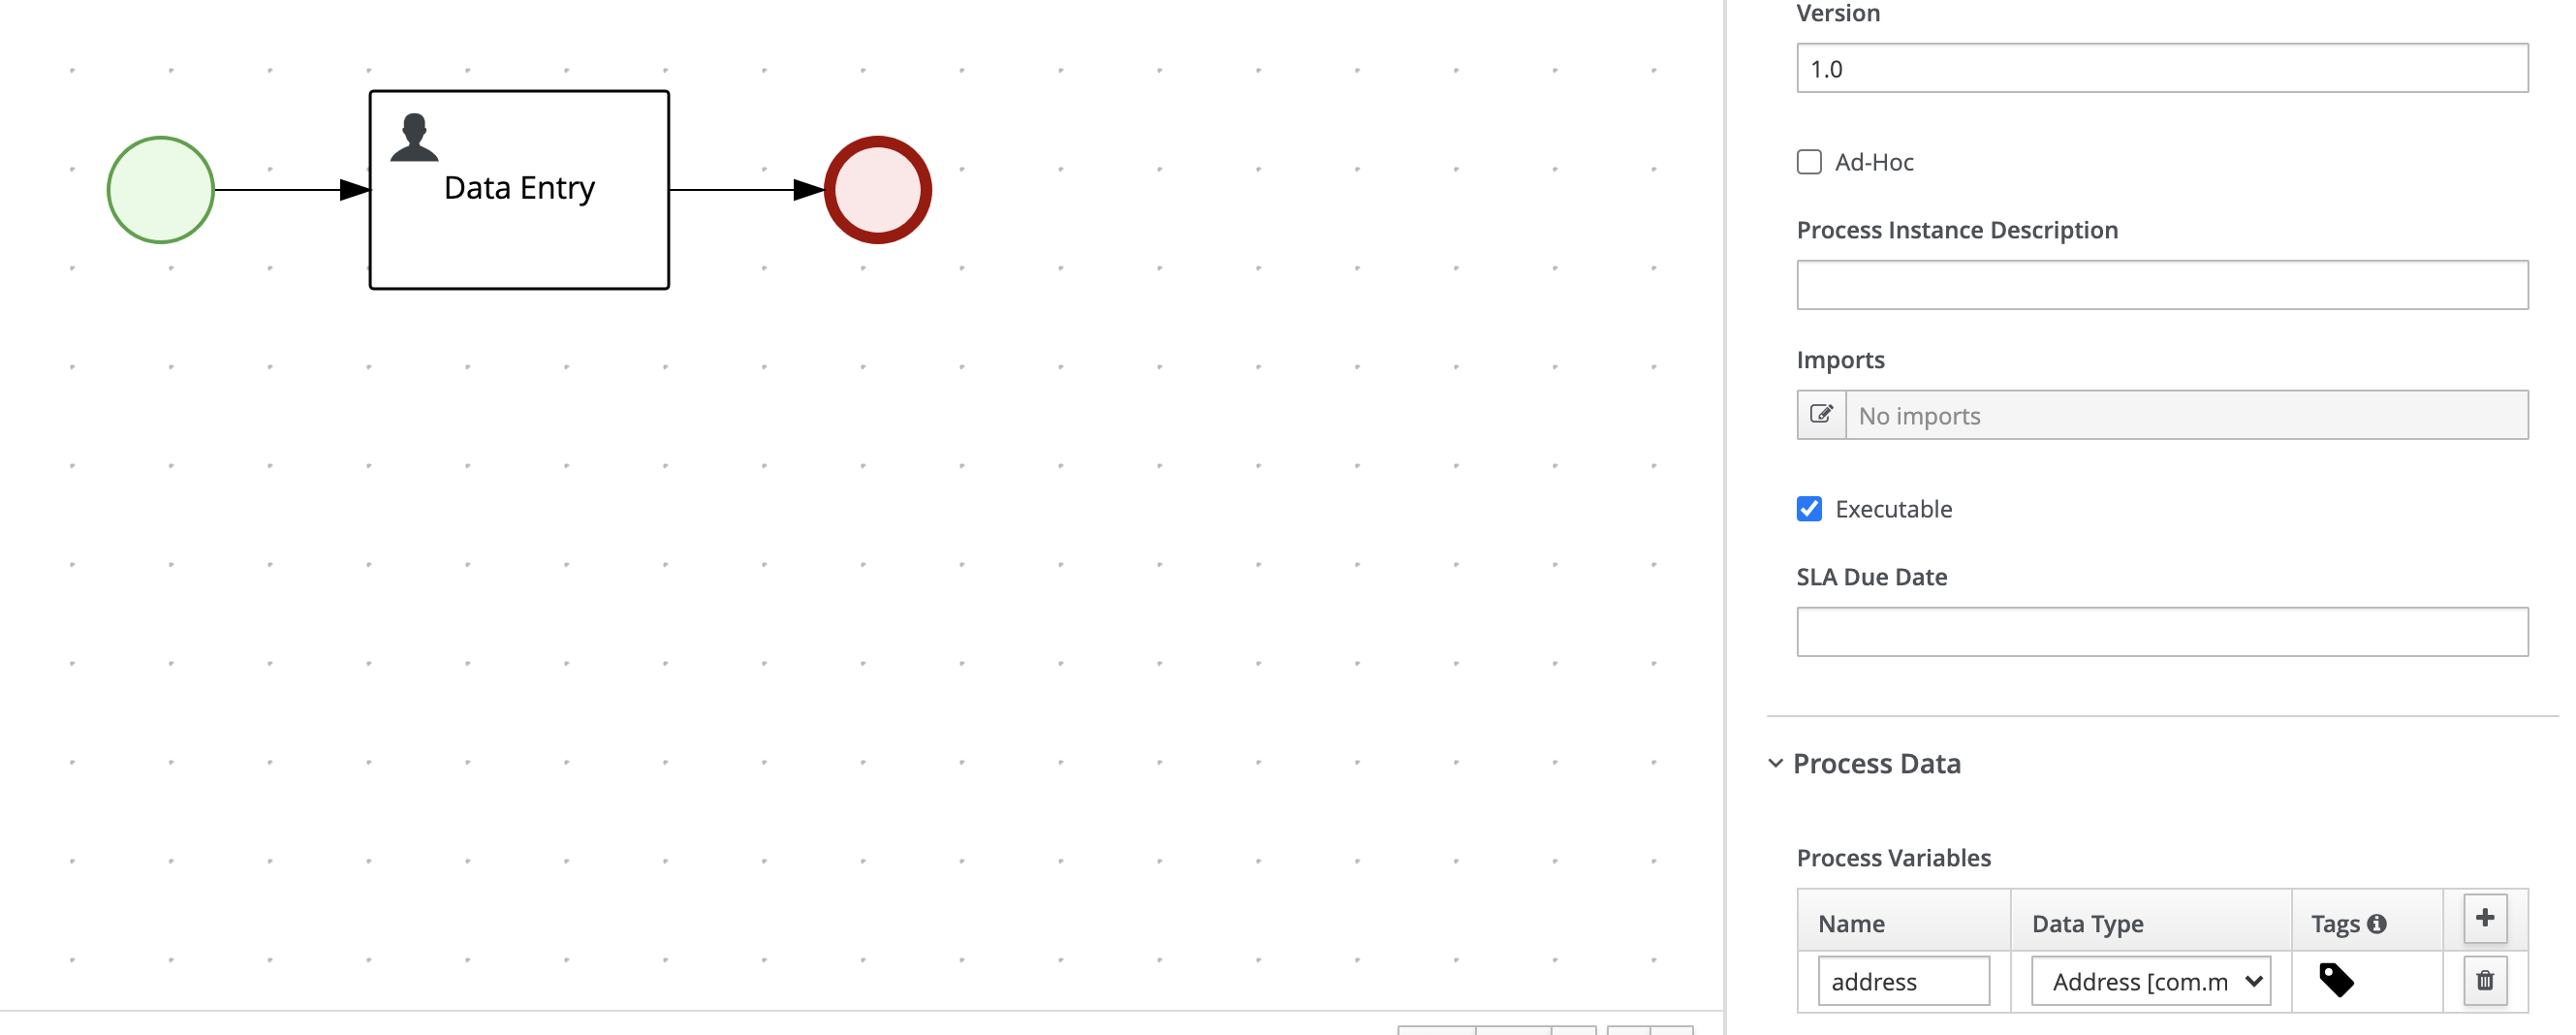 Data Entry
Version
1.0
Ad-Hoc
Process Instance Description
Imports
No imports
Executable
SLA Due Date
Process Data
Process Variables
Name Data Type Tags
address Address [com.m